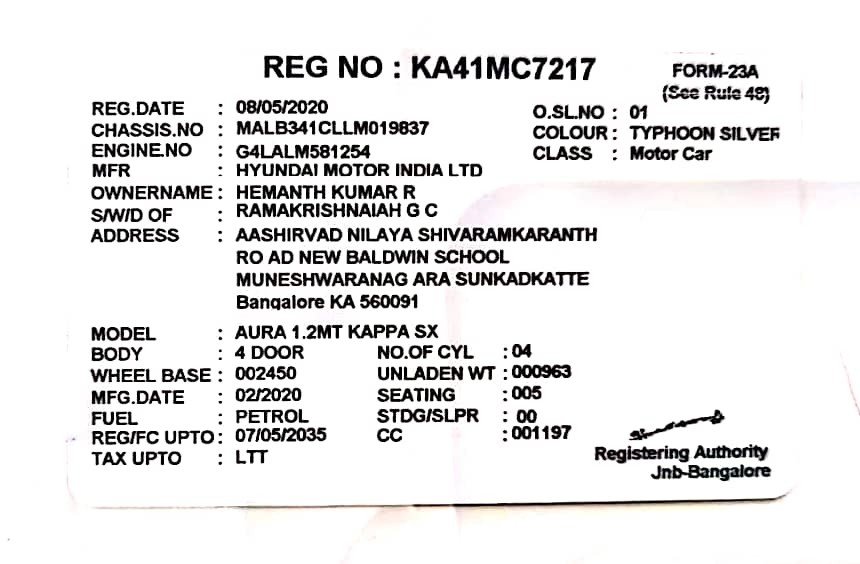 REG NO : KA41MC7217
FORM-23A
(See Rule 48)
REG.DATE : 08/05/2020
O.SL.NO : 01
CHASSIS.NO : MALB341CLLM019837
COLOUR : TYPHOON SILVER
ENGINE.NO : G4LALM581254
CLASS : Motor Car
MFR : HYUNDAI MOTOR INDIA LTD
OWNERNAME : HEMANTH KUMAR R
S/W/D OF : RAMAKRISHNAIAH G C
ADDRESS : AASHIRVAD NILAYA SHIVARAMKARANTH
RO AD NEW BALDWIN SCHOOL
MUNESHWARANAG ARA SUNKADKATTE
Bangalore KA 560091
MODEL : AURA 1.2MT KAPPA SX
BODY : 4 DOOR NO.OF CYL : 04
WHEEL BASE : 002450 UNLADEN WT : 000963
MFG.DATE : 02/2020 SEATING : 005
FUEL : PETROL STDG/SLPR : 00
REG/FC UPTO : 07/05/2035 CC : 001197
TAX UPTO : LTT
Registering Authority
Jnb-Bangalore